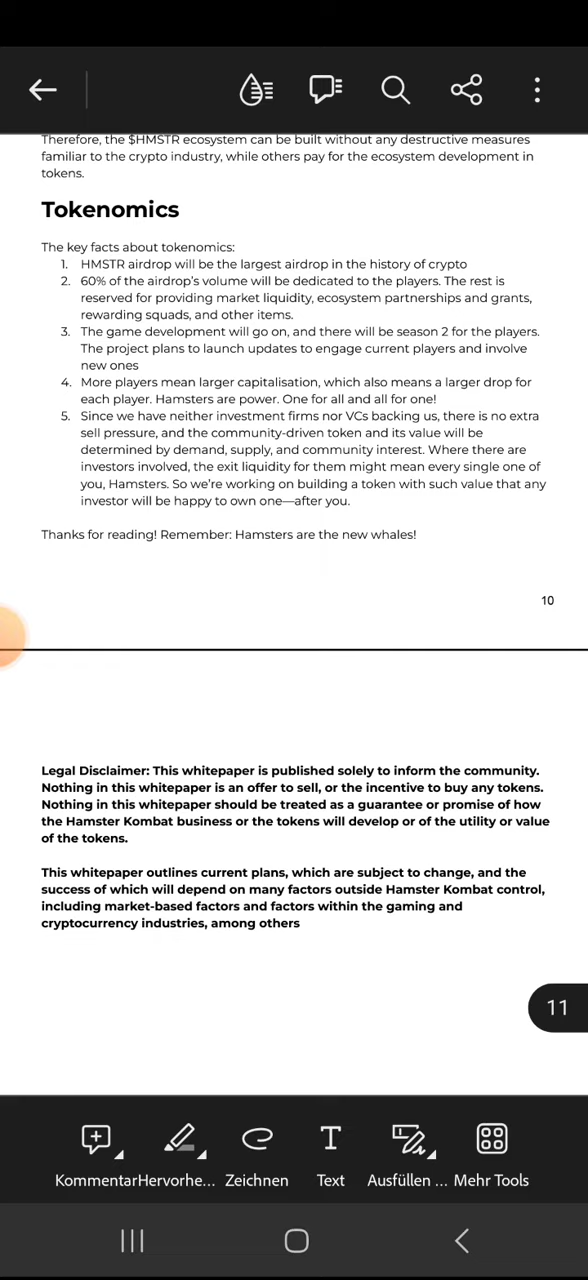 Therefore, the $HMSTR ecosystem can be built without any destructive measures
familiar to the crypto industry, while others pay for the ecosystem development in
tokens.
Tokenomics
The key facts about tokenomics:
1. HMSTR airdrop will be the largest airdrop in the history of crypto
2. 60% of the airdrop's volume will be dedicated to the players. The rest is
reserved for providing market liquidity, ecosystem partnerships and grants,
rewarding squads, and other items.
3. The game development will go on, and there will be season 2 for the players.
The project plans to launch updates to engage current players and involve
new ones
4. More players mean larger capitalisation, which also means a larger drop for
each player. Hamsters are power. One for all and all for one!
5. Since we have neither investment firms nor VCs backing us, there is no extra
sell pressure, and the community-driven token and its value will be
determined by demand, supply, and community interest. Where there are
investors involved, the exit liquidity for them might mean every single one of
you, Hamsters. So we're working on building a token with such value that any
investor will be happy to own one—after you.
Thanks for reading! Remember: Hamsters are the new whales!
10
Legal Disclaimer: This whitepaper is published solely to inform the community.
Nothing in this whitepaper is an offer to sell, or the incentive to buy any tokens.
Nothing in this whitepaper should be treated as a guarantee or promise of how
the Hamster Kombat business or the tokens will develop or of the utility or value
of the tokens.
This whitepaper outlines current plans, which are subject to change, and the
success of which will depend on many factors outside Hamster Kombat control,
including market-based factors and factors within the gaming and
cryptocurrency industries, among others
11
Kommentar Hervorhe... Zeichnen Text Ausfüllen ... Mehr Tools